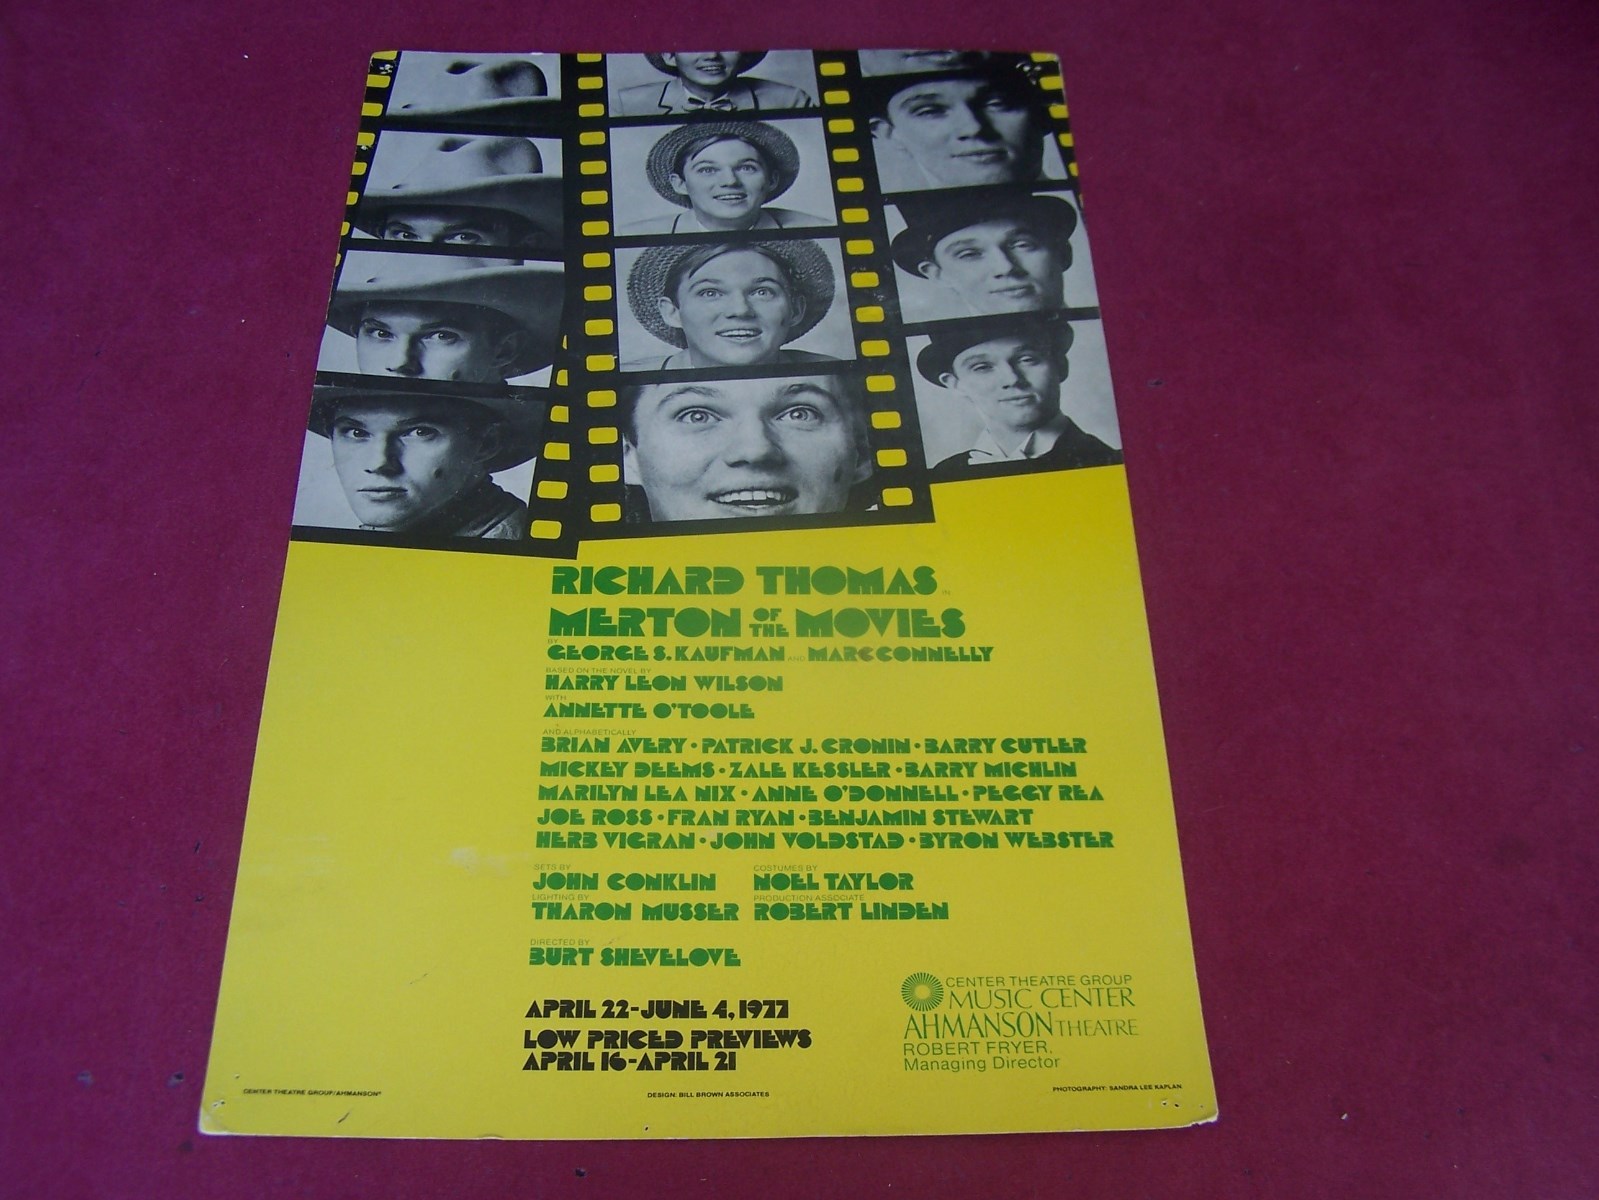 RICHARD THOMAS IN
MERTON OF THE MOVIES
BY
GEORGE S. KAUFMAN AND MARC CONNELLY
BASED ON THE NOVEL BY
HARRY LEON WILSON
WITH
ANNETTE O'TOOLE
AND ALPHABETICALLY
BRIAN AVERY • PATRICK J. CRONIN • BARRY CUTLER
MICKEY DEEMS • ZALE KESSLER • BARRY MICHLIN
MARILYN LEA NIX • ANNE O'DONNELL • PEGGY REA
JOE ROSS • FRAN RYAN • BENJAMIN STEWART
HERB VIGRAN • JOHN VOLDSTAD • BYRON WEBSTER
SETS BY
JOHN CONKLIN
COSTUMES BY
NOEL TAYLOR
LIGHTING BY
THARON MUSSER
PRODUCTION ASSOCIATE
ROBERT LINDEN
DIRECTED BY
BURT SHEVELOVE
APRIL 22-JUNE 4, 1977
LOW PRICED PREVIEWS
APRIL 16-APRIL 21
CENTER THEATRE GROUP
MUSIC CENTER
AHMANSON THEATRE
ROBERT FRYER,
Managing Director
CENTER THEATRE GROUP/AHMANSON®
DESIGN: BILL BROWN ASSOCIATES
PHOTOGRAPHY: SANDRA LEE KAPLAN